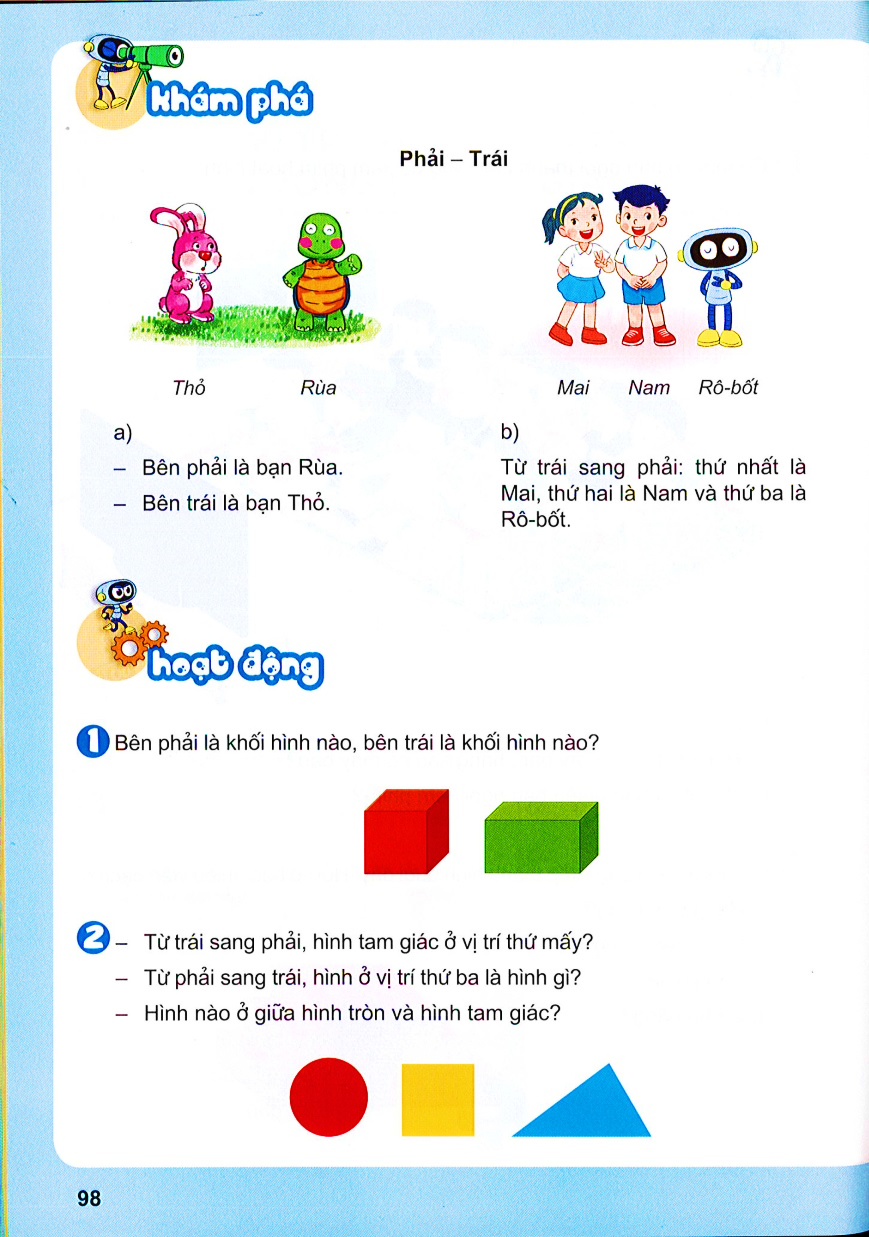 khám phá
Phải – Trái
Thỏ Rùa Mai Nam Rô-bốt
a)
– Bên phải là bạn Rùa.
– Bên trái là bạn Thỏ.
b)
Từ trái sang phải: thứ nhất là
Mai, thứ hai là Nam và thứ ba là
Rô-bốt.
hoạt động
1 Bên phải là khối hình nào, bên trái là khối hình nào?
2 – Từ trái sang phải, hình tam giác ở vị trí thứ mấy?
– Từ phải sang trái, hình ở vị trí thứ ba là hình gì?
– Hình nào ở giữa hình tròn và hình tam giác?
98